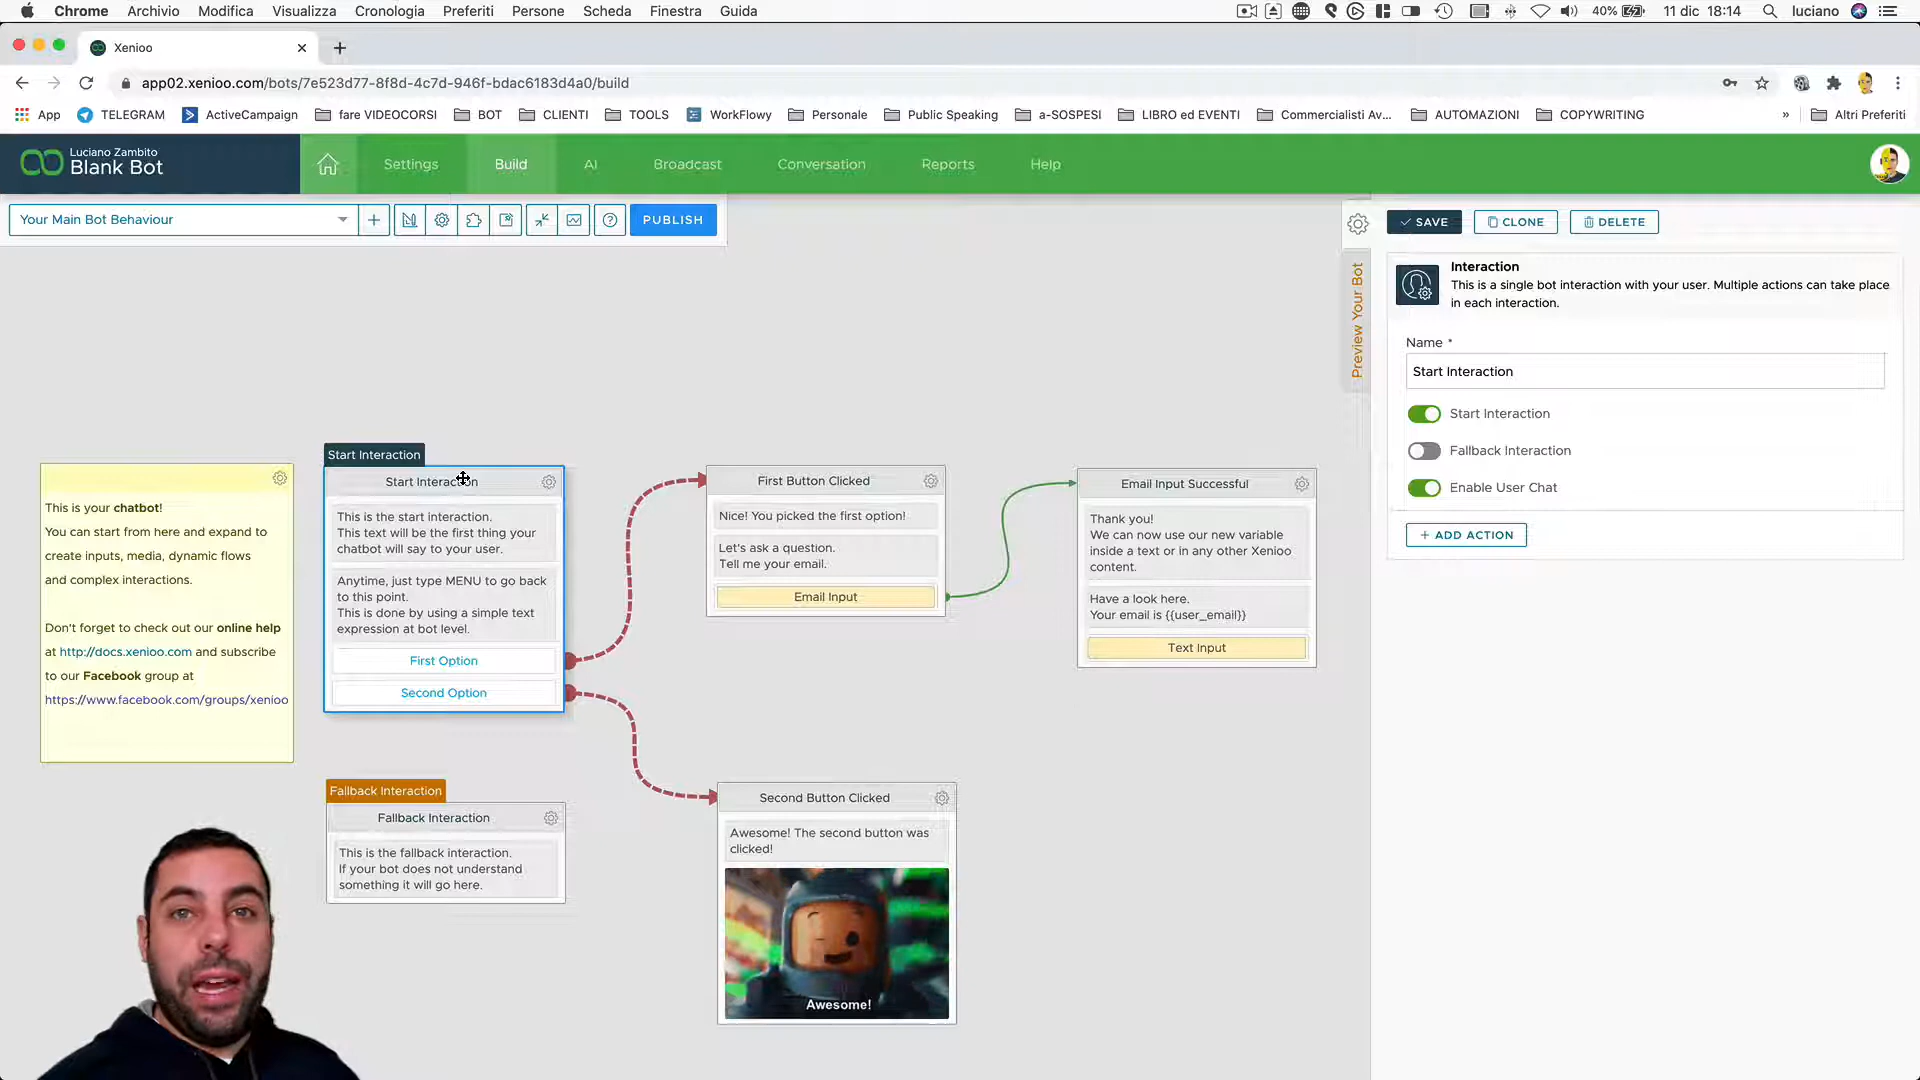 Chrome Archivio Modifica Visualizza Cronologia Preferiti Persone Scheda Finestra Guida
40% 11 dic 18:14 luciano
Xenioo
app02.xenioo.com/bots/7e523d77-8f8d-4c7d-946f-bdac6183d4a0/build
App TELEGRAM ActiveCampaign fare VIDEOCORSI BOT CLIENTI TOOLS WorkFlowy Personale Public Speaking a-SOSPESI LIBRO ed EVENTI Commercialisti Av... AUTOMAZIONI COPYWRITING » Altri Preferiti
Luciano Zambito
Blank Bot
Settings Build AI Broadcast Conversation Reports Help
Your Main Bot Behaviour
PUBLISH
Preview Your Bot
SAVE CLONE DELETE
Interaction
This is a single bot interaction with your user. Multiple actions can take place
in each interaction.
Name *
Start Interaction
Start Interaction
Fallback Interaction
Enable User Chat
+ ADD ACTION
This is your chatbot!
You can start from here and expand to
create inputs, media, dynamic flows
and complex interactions.
Don't forget to check out our online help
at http://docs.xenioo.com and subscribe
to our Facebook group at
https://www.facebook.com/groups/xenioo
Start Interaction
Start Interaction
This is the start interaction.
This text will be the first thing your
chatbot will say to your user.
Anytime, just type MENU to go back
to this point.
This is done by using a simple text
expression at bot level.
First Option
Second Option
First Button Clicked
Nice! You picked the first option!
Let's ask a question.
Tell me your email.
Email Input
Email Input Successful
Thank you!
We can now use our new variable
inside a text or in any other Xenioo
content.
Have a look here.
Your email is {{user_email}}
Text Input
Fallback Interaction
Fallback Interaction
This is the fallback interaction.
If your bot does not understand
something it will go here.
Second Button Clicked
Awesome! The second button was
clicked!
Awesome!